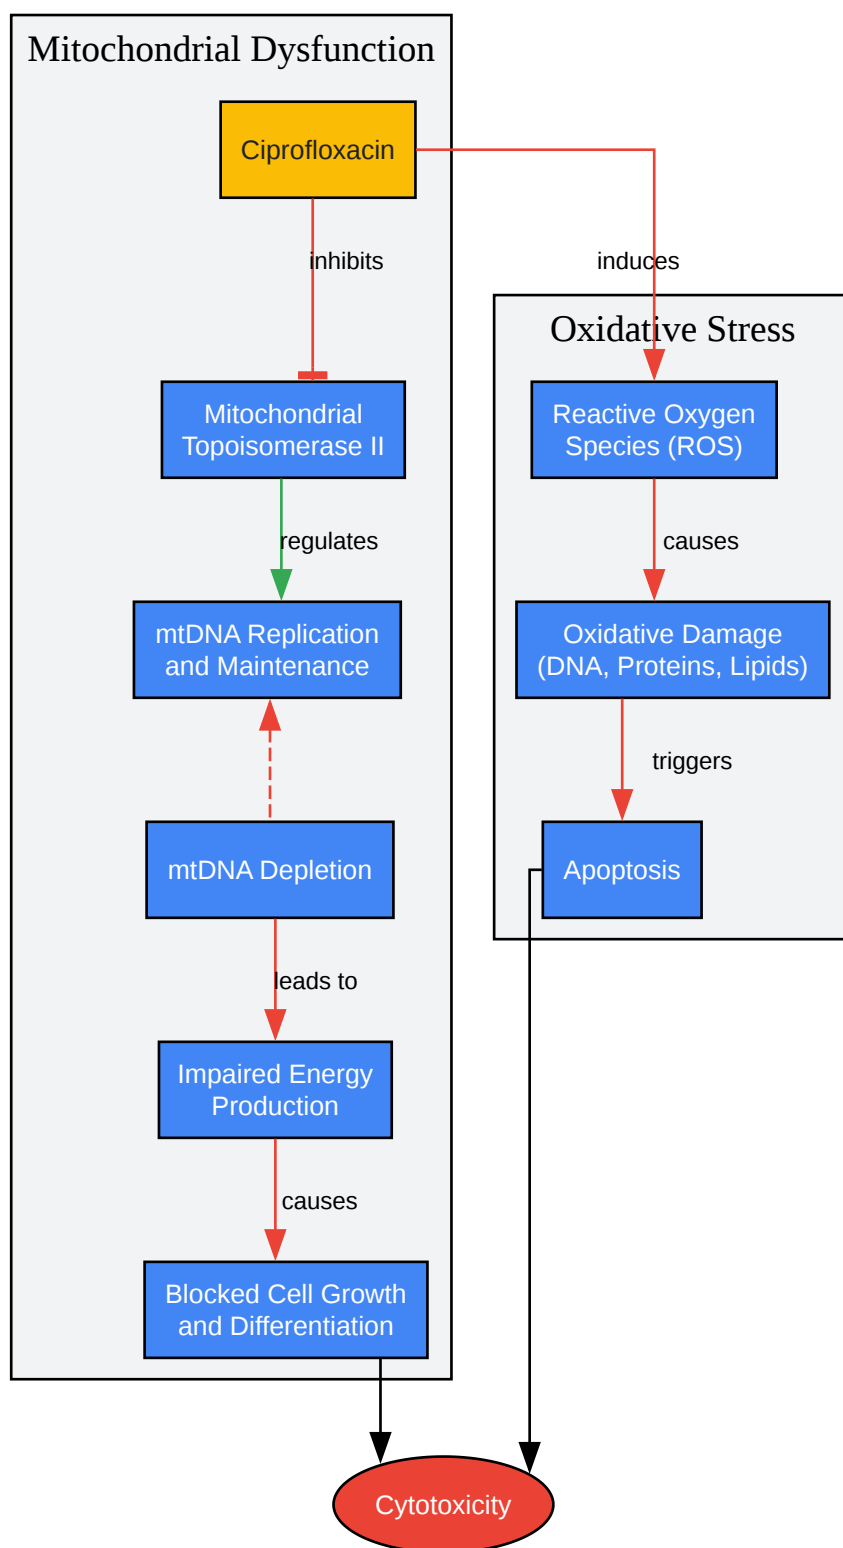 Mitochondrial Dysfunction
Ciprofloxacin
inhibits
induces
Oxidative Stress
Mitochondrial
Topoisomerase II
Reactive Oxygen
Species (ROS)
regulates
causes
mtDNA Replication
and Maintenance
Oxidative Damage
(DNA, Proteins, Lipids)
triggers
mtDNA Depletion
Apoptosis
leads to
Impaired Energy
Production
causes
Blocked Cell Growth
and Differentiation
Cytotoxicity